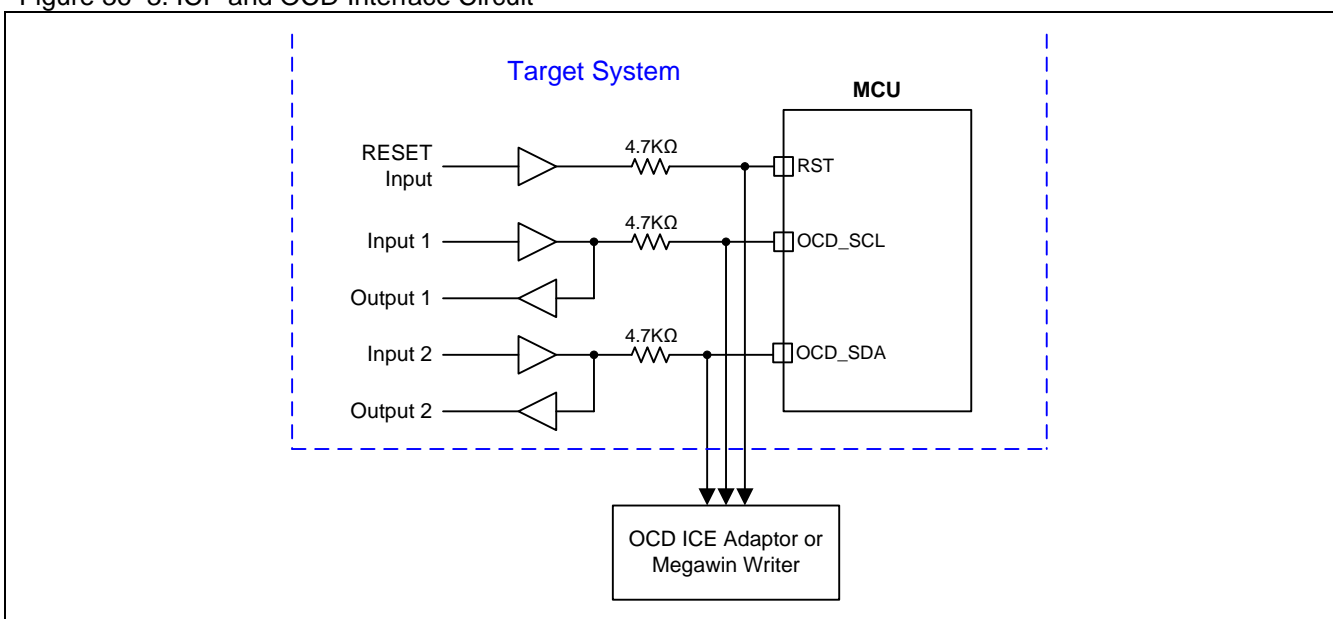 Target System
MCU
RESET
Input
4.7KΩ
RST
Input 1
4.7KΩ
OCD_SCL
Output 1
Input 2
4.7KΩ
OCD_SDA
Output 2
OCD ICE Adaptor or
Megawin Writer